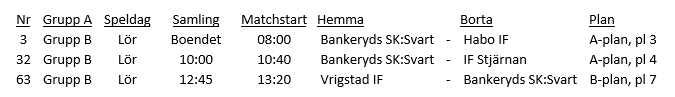 Nr Grupp A Speldag Samling Matchstart Hemma Borta Plan
3 Grupp B Lör Boendet 08:00 Bankeryds SK:Svart - Habo IF A-plan, pl 3
32 Grupp B Lör 10:00 10:40 Bankeryds SK:Svart - IF Stjärnan A-plan, pl 4
63 Grupp B Lör 12:45 13:20 Vrigstad IF - Bankeryds SK:Svart B-plan, pl 7